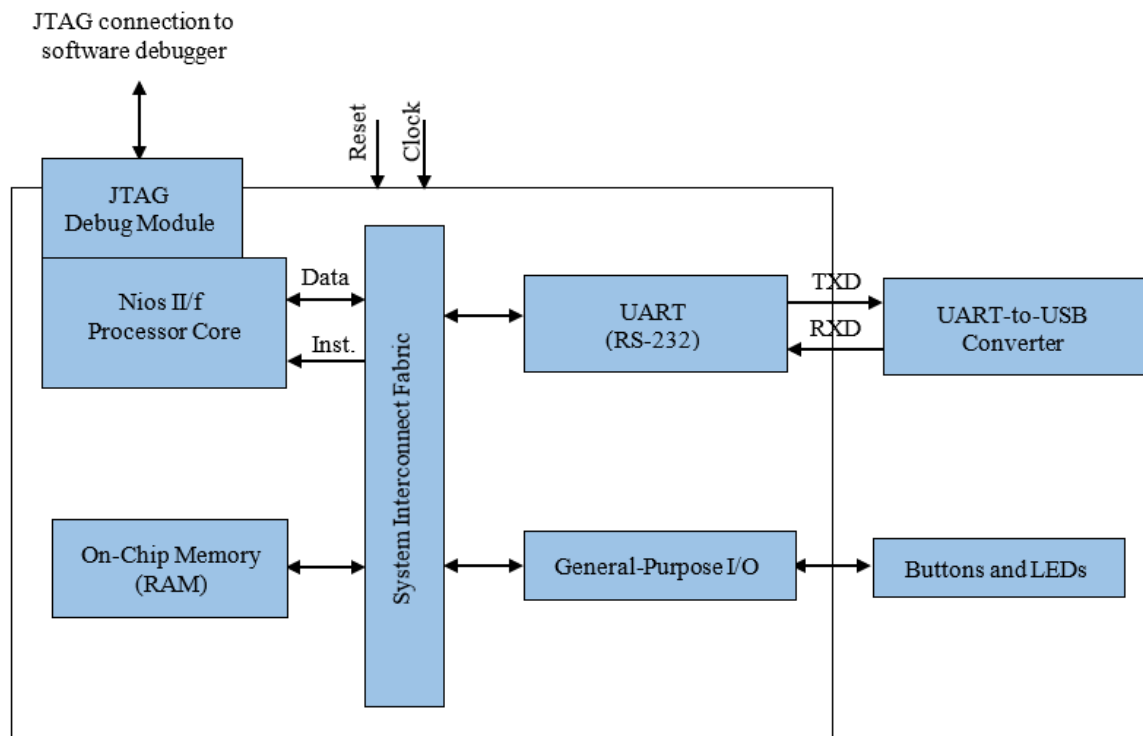 JTAG connection to
software debugger
Reset
Clock
JTAG
Debug Module
Nios II/f
Processor Core
Data
Inst.
System Interconnect Fabric
UART
(RS-232)
TXD
RXD
UART-to-USB
Converter
On-Chip Memory
(RAM)
General-Purpose I/O
Buttons and LEDs